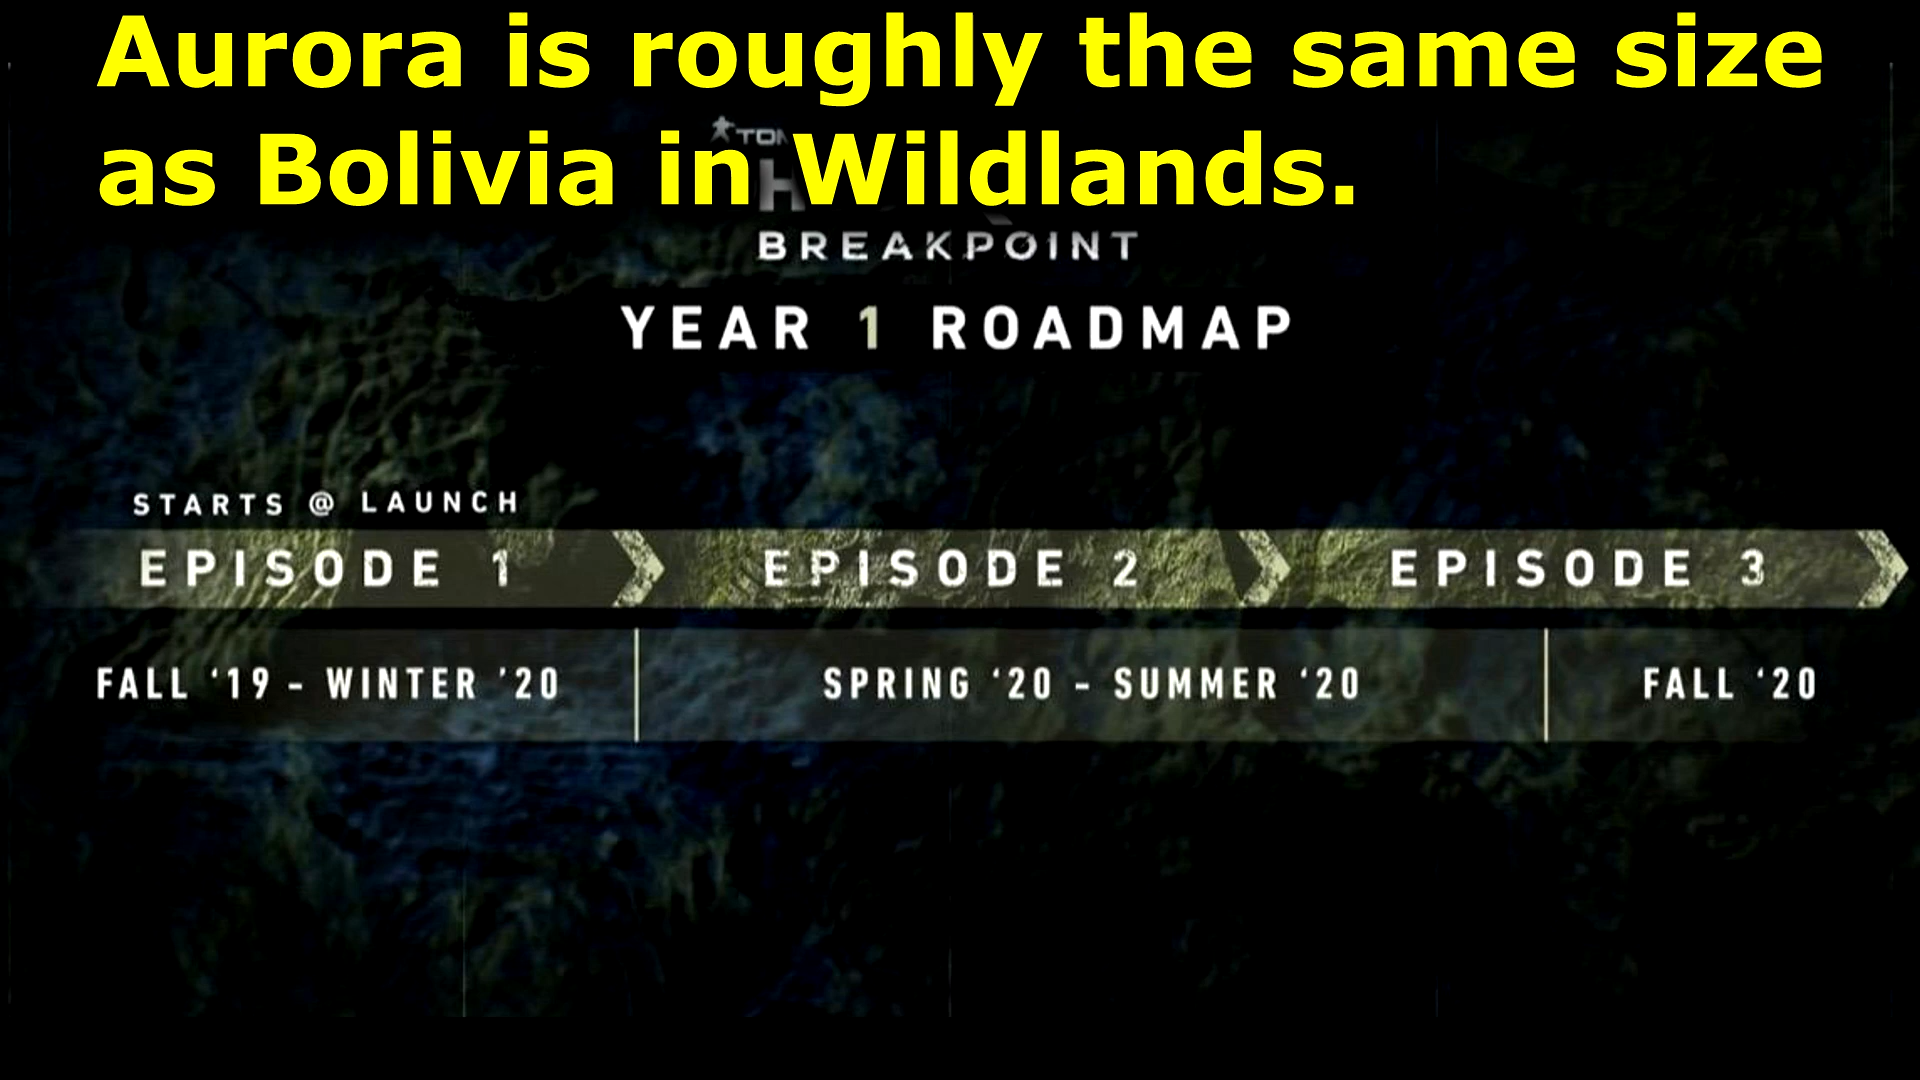 Aurora is roughly the same size
as Bolivia in Wildlands.
BREAKPOINT
YEAR 1 ROADMAP
STARTS @ LAUNCH
EPISODE 1 EPISODE 2 EPISODE 3
FALL ‘19 - WINTER ’20 SPRING ‘20 - SUMMER ’20 FALL ‘20